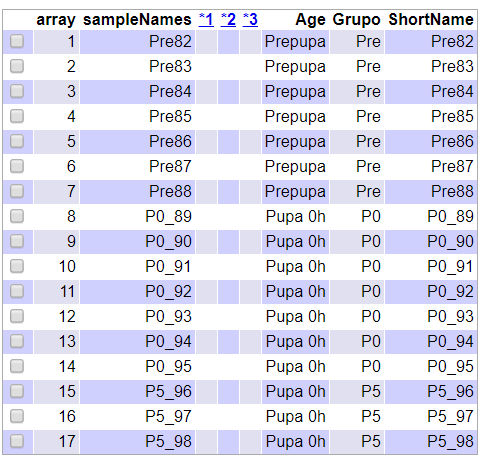 array sampleNames *1 *2 *3 Age Grupo ShortName
1 Pre82 Prepupa Pre Pre82
2 Pre83 Prepupa Pre Pre83
3 Pre84 Prepupa Pre Pre84
4 Pre85 Prepupa Pre Pre85
5 Pre86 Prepupa Pre Pre86
6 Pre87 Prepupa Pre Pre87
7 Pre88 Prepupa Pre Pre88
8 P0_89 Pupa 0h P0 P0_89
9 P0_90 Pupa 0h P0 P0_90
10 P0_91 Pupa 0h P0 P0_91
11 P0_92 Pupa 0h P0 P0_92
12 P0_93 Pupa 0h P0 P0_93
13 P0_94 Pupa 0h P0 P0_94
14 P0_95 Pupa 0h P0 P0_95
15 P5_96 Pupa 0h P5 P5_96
16 P5_97 Pupa 0h P5 P5_97
17 P5_98 Pupa 0h P5 P5_98